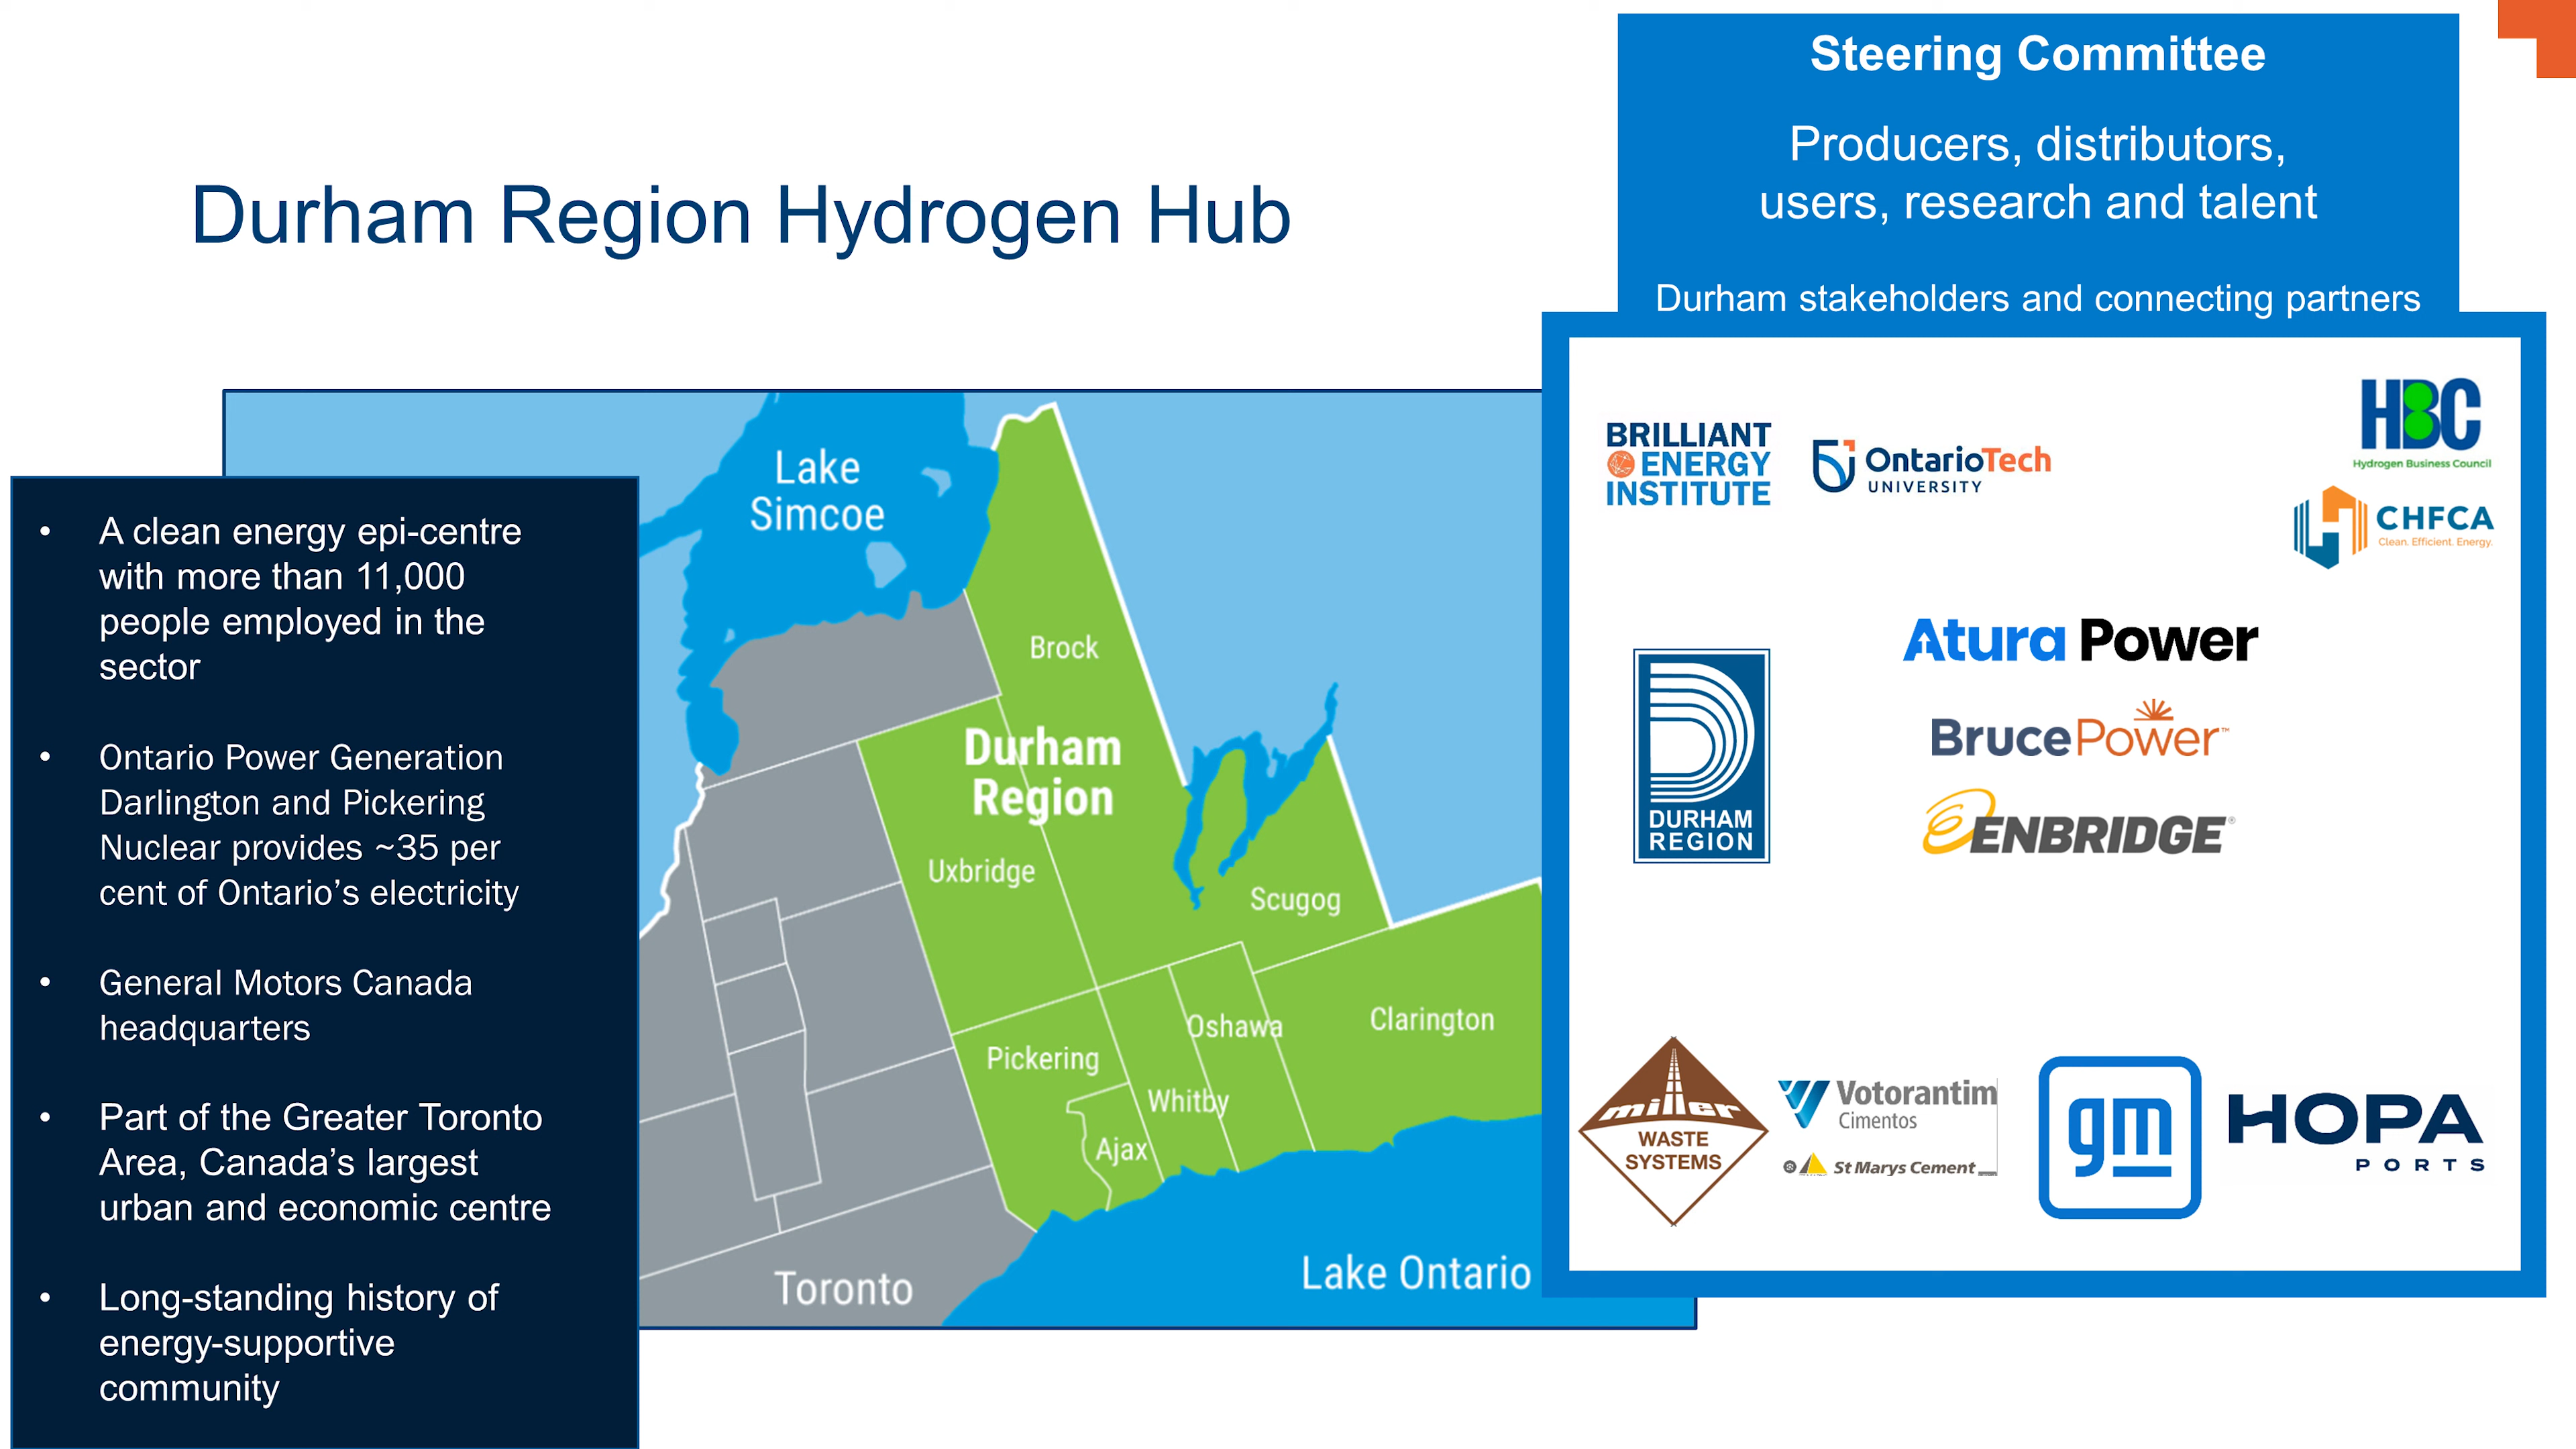 Durham Region Hydrogen Hub
Steering Committee
Producers, distributors,
users, research and talent
Durham stakeholders and connecting partners
• A clean energy epi-centre
with more than 11,000
people employed in the
sector
• Ontario Power Generation
Darlington and Pickering
Nuclear provides ~35 per
cent of Ontario’s electricity
• General Motors Canada
headquarters
• Part of the Greater Toronto
Area, Canada’s largest
urban and economic centre
• Long-standing history of
energy-supportive
community
Lake
Simcoe
Brock
Durham
Region
Uxbridge
Scugog
Oshawa
Clarington
Pickering
Whitby
Ajax
Toronto
Lake Ontario
BRILLIANT
ENERGY
INSTITUTE
OntarioTech
UNIVERSITY
HBC
Hydrogen Business Council
CHFCA
Clean. Efficient. Energy.
Atura Power
BrucePower™
ENBRIDGE®
DURHAM
REGION
miller
WASTE
SYSTEMS
Votorantim
Cimentos
St Marys Cement
gm
HOPA
PORTS